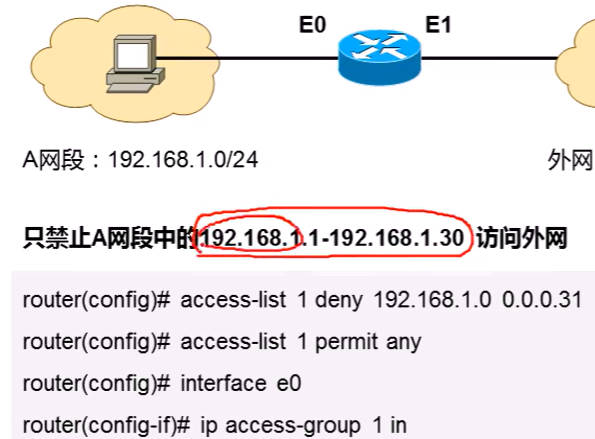 E0 E1
A网段：192.168.1.0/24 外网
只禁止A网段中的192.168.1.1-192.168.1.30 访问外网
router(config)# access-list 1 deny 192.168.1.0 0.0.0.31
router(config)# access-list 1 permit any
router(config)# interface e0
router(config-if)# ip access-group 1 in